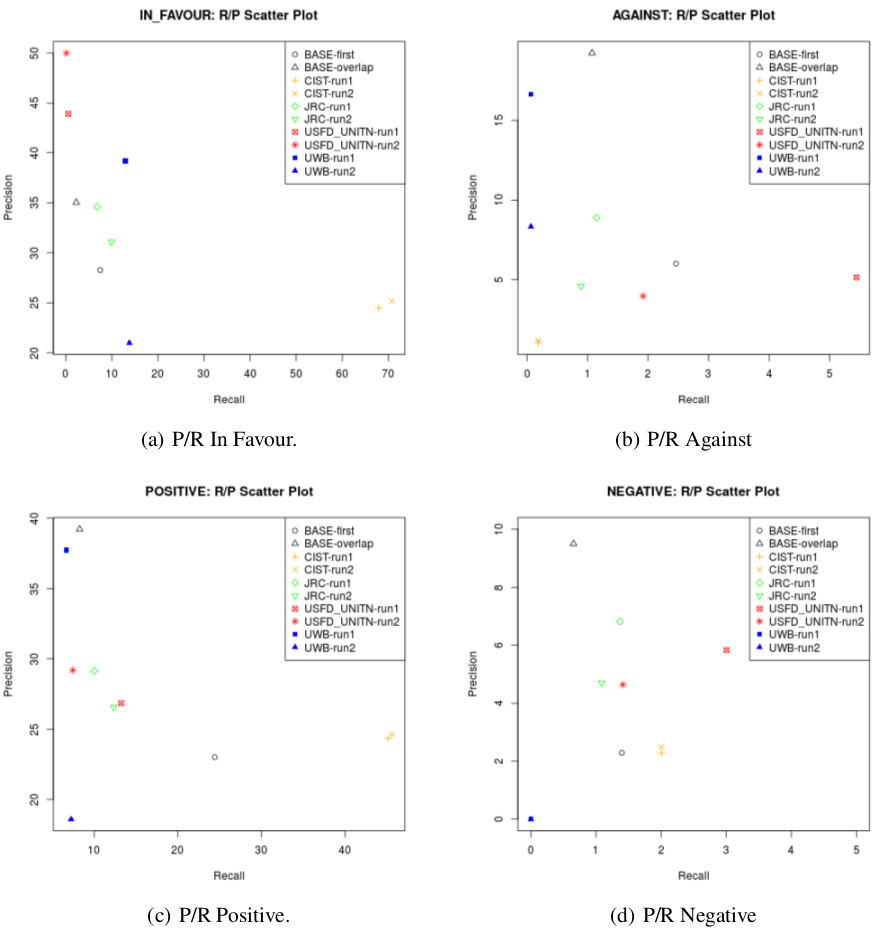 IN_FAVOUR: R/P Scatter Plot
50
45
40
35
30
25
20
Precision
0 10 20 30 40 50 60 70
Recall
BASE-first
BASE-overlap
CIST-run1
CIST-run2
JRC-run1
JRC-run2
USFD_UNITN-run1
USFD_UNITN-run2
UWB-run1
UWB-run2
(a) P/R In Favour.
AGAINST: R/P Scatter Plot
15
10
5
Precision
0 1 2 3 4 5
Recall
BASE-first
BASE-overlap
CIST-run1
CIST-run2
JRC-run1
JRC-run2
USFD_UNITN-run1
USFD_UNITN-run2
UWB-run1
UWB-run2
(b) P/R Against
POSITIVE: R/P Scatter Plot
40
35
30
25
20
Precision
10 20 30 40
Recall
BASE-first
BASE-overlap
CIST-run1
CIST-run2
JRC-run1
JRC-run2
USFD_UNITN-run1
USFD_UNITN-run2
UWB-run1
UWB-run2
(c) P/R Positive.
NEGATIVE: R/P Scatter Plot
10
8
6
4
2
0
Precision
0 1 2 3 4 5
Recall
BASE-first
BASE-overlap
CIST-run1
CIST-run2
JRC-run1
JRC-run2
USFD_UNITN-run1
USFD_UNITN-run2
UWB-run1
UWB-run2
(d) P/R Negative